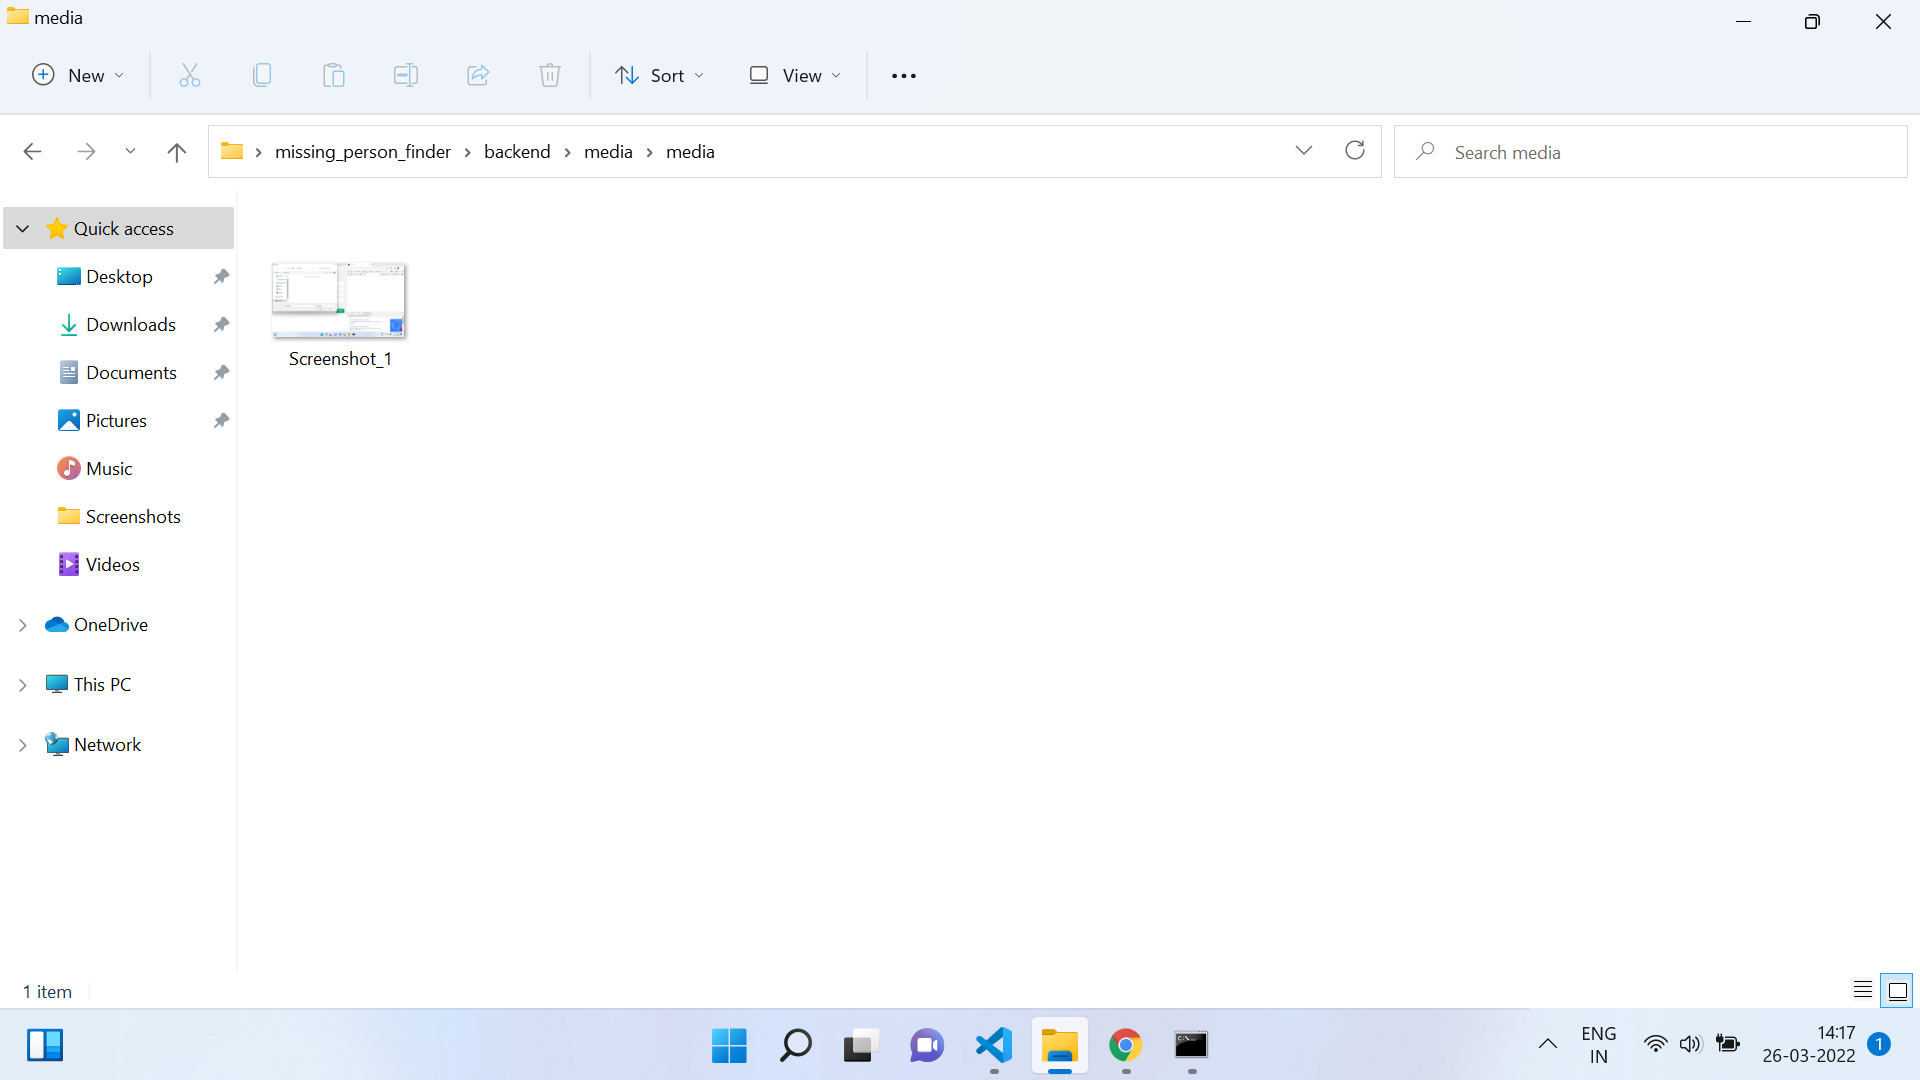 media
New
Sort
View
missing_person_finder
backend
media
media
Search media
Quick access
Desktop
Downloads
Documents
Pictures
Music
Screenshots
Videos
OneDrive
This PC
Network
Screenshot_1
1 item
ENG
IN
14:17
26-03-2022
1